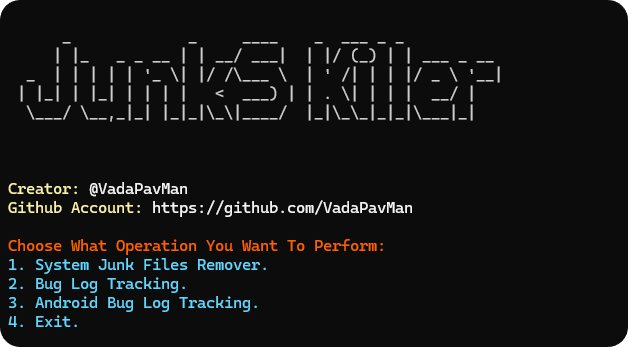 JunkS Kller
Creator: @VadaPavMan
Github Account: https://github.com/VadaPavMan
Choose What Operation You Want To Perform:
1. System Junk Files Remover.
2. Bug Log Tracking.
3. Android Bug Log Tracking.
4. Exit.